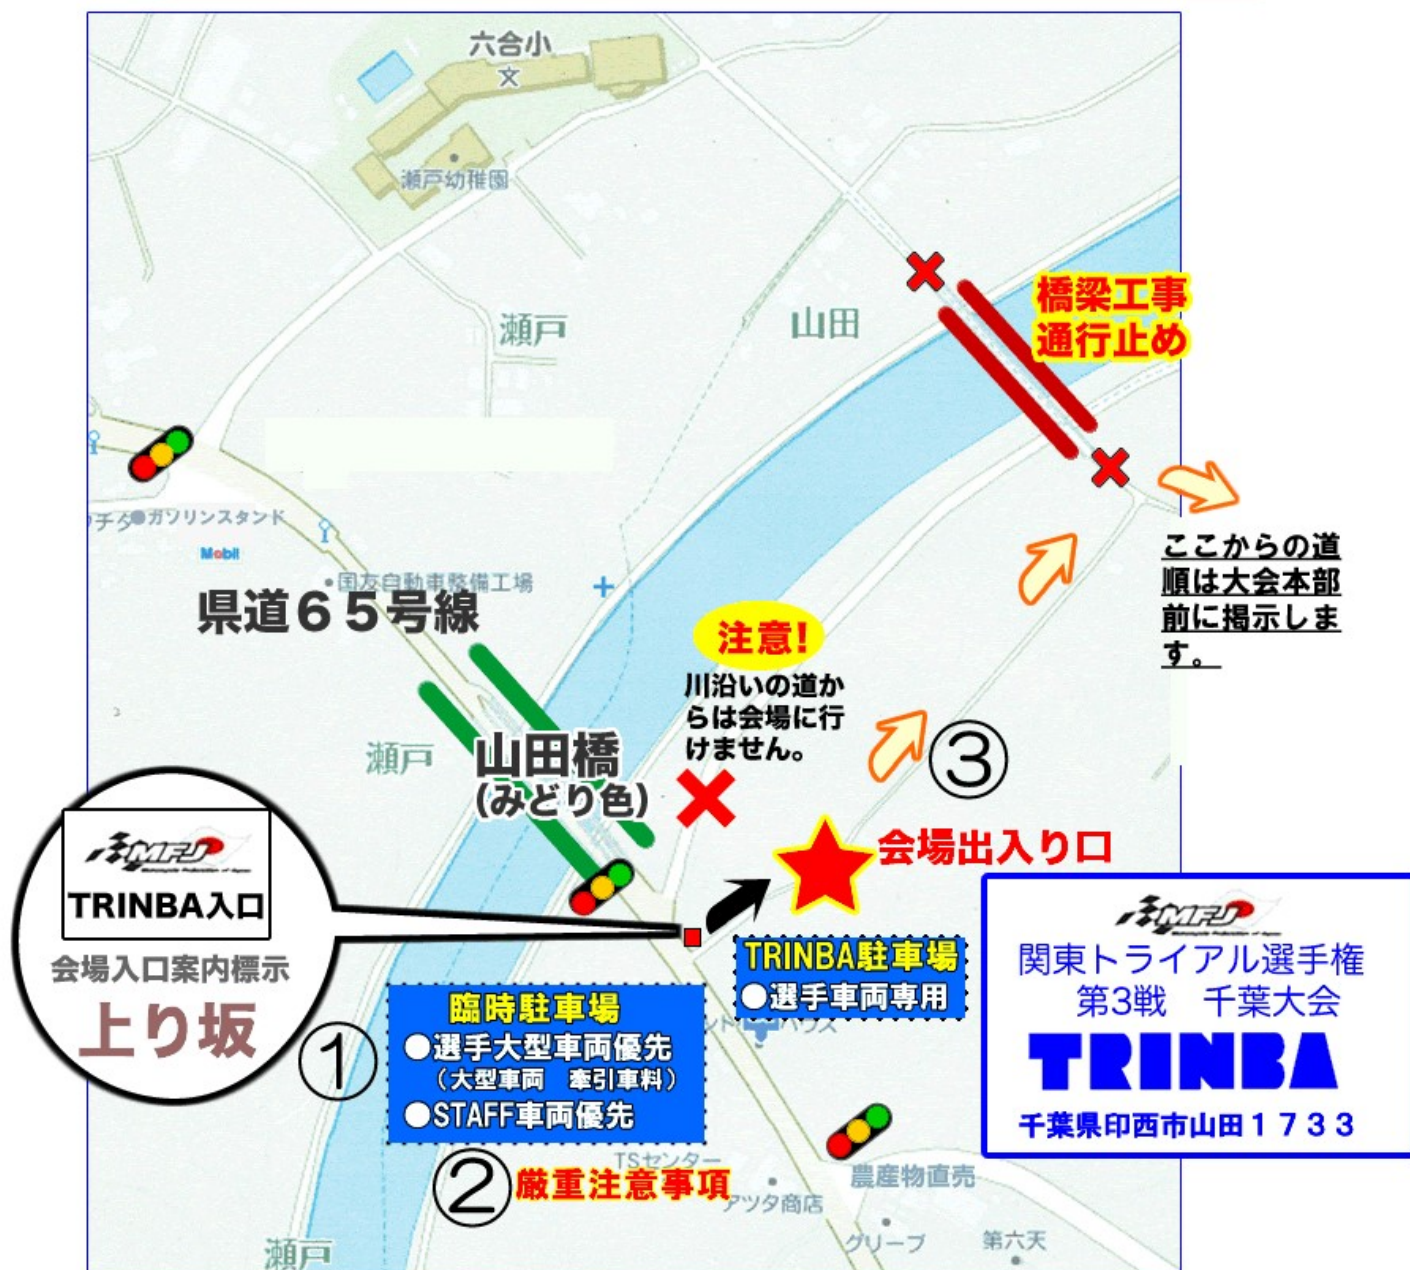 六合小
文
瀬戸幼稚園
橋梁工事
通行止め
瀬戸
山田
ガソリンスタンド
Mobil
国友自動車整備工場
県道65号線
ここからの道
順は大会本部
前に掲示しま
す。
注意!
川沿いの道か
らは会場に行
けません。
③
瀬戸
山田橋
(みどり色)
会場出入り口
MFJ
TRINBA入口
会場入口案内標示
上り坂
TRINBA駐車場
●選手車両専用
MFJ
関東トライアル選手権
第3戦 千葉大会
TRINBA
千葉県印西市山田1733
①
臨時駐車場
●選手大型車両優先
(大型車両 牽引車料)
●STAFF車両優先
ハウス
②
厳重注意事項
TSセンター
アツタ商店
農産物直売
グリーブ
第六天
瀬戸